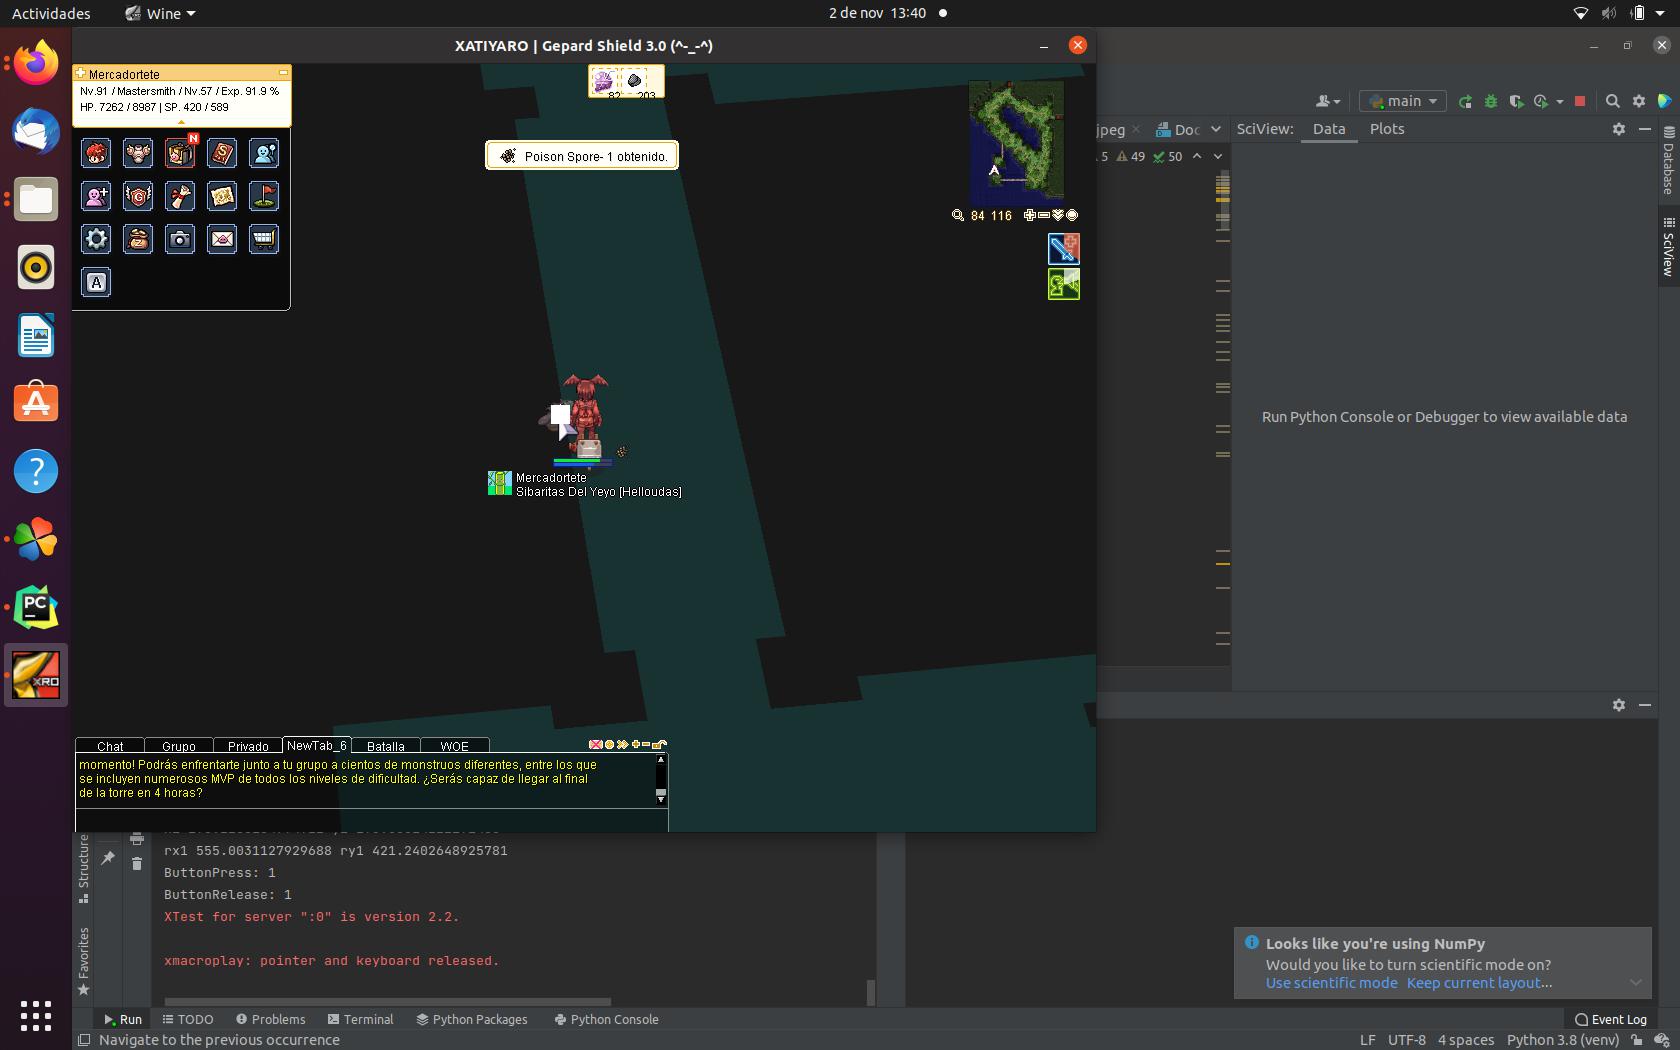 Actividades
Wine
2 de nov 13:40
XATIYARO | Gepard Shield 3.0 (^-_-^)
Mercadortete
Nv.91 / Mastersmith / Nv.57 / Exp. 91.9 %
HP. 7262 / 8987 | SP. 420 / 589
N
A
82
203
Poison Spore- 1 obtenido.
A
84 116
Mercadortete
Sibaritas Del Yeyo [Helloudas]
Chat
Grupo
Privado
NewTab_6
Batalla
WOE
momento! Podrás enfrentarte junto a tu grupo a cientos de monstruos diferentes, entre los que
se incluyen numerosos MVP de todos los niveles de dificultad. ¿Serás capaz de llegar al final
de la torre en 4 horas?
main
jpeg
Doc
SciView:
Data
Plots
5
49
50
Database
SciView
Run Python Console or Debugger to view available data
PC
XRO
Structure
Favorites
rx1 555.0031127929688 ry1 421.2402648925781
ButtonPress: 1
ButtonRelease: 1
XTest for server ":0" is version 2.2.
xmacroplay: pointer and keyboard released.
Looks like you're using NumPy
Would you like to turn scientific mode on?
Use scientific mode Keep current layout...
Run
TODO
Problems
Terminal
Python Packages
Python Console
Event Log
Navigate to the previous occurrence
LF
UTF-8
4 spaces
Python 3.8 (venv)